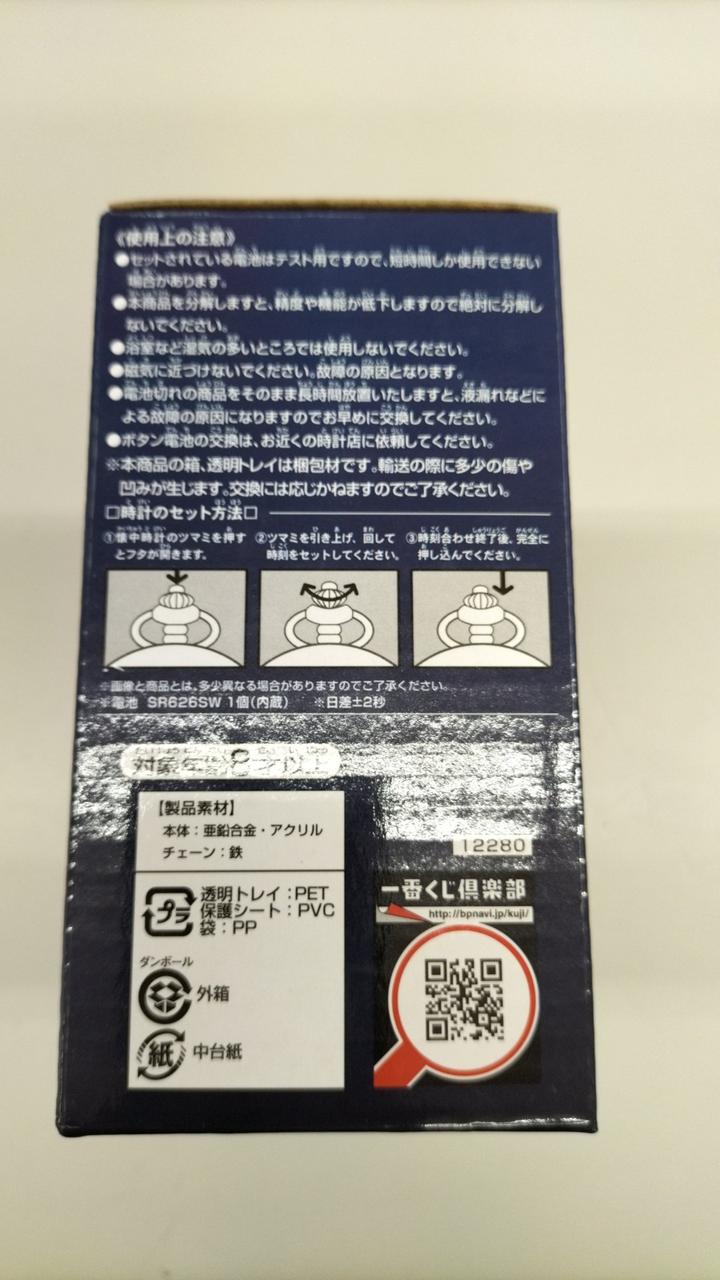 《使用上の注意》
●セットされている電池はテスト用ですので、短時間しか使用できない
場合があります。
●本商品を分解しますと、精度や機能が低下しますので絶対に分解し
ないでください。
●浴室など湿気の多いところでは使用しないでください。
●磁気に近づけないでください。故障の原因となります。
●電池切れの商品をそのまま長時間放置いたしますと、液漏れなどに
よる故障の原因になりますのでお早めに交換してください。
●ボタン電池の交換は、お近くの時計店に依頼してください。
※本商品の箱、透明トレイは梱包材です。輸送の際に多少の傷や
凹みが生じます。交換には応じかねますのでご了承ください。
□時計のセット方法□
①懐中時計のツマミを押す
とフタが開きます。
②ツマミを引き上げ、回して
時刻をセットしてください。
③時刻合わせ終了後、完全に
押し込んでください。
※画像と商品とは、多少異なる場合がありますのでご了承ください。
※電池 SR626SW 1個(内蔵) ※日差±2秒
対象年齢8才以上
【製品素材】
本体：亜鉛合金・アクリル
チェーン：鉄
プラ
透明トレイ：PET
保護シート：PVC
袋：PP
ダンボール
外箱
紙
中台紙
12280
一番くじ倶楽部
http://bpnavi.jp/kuji/